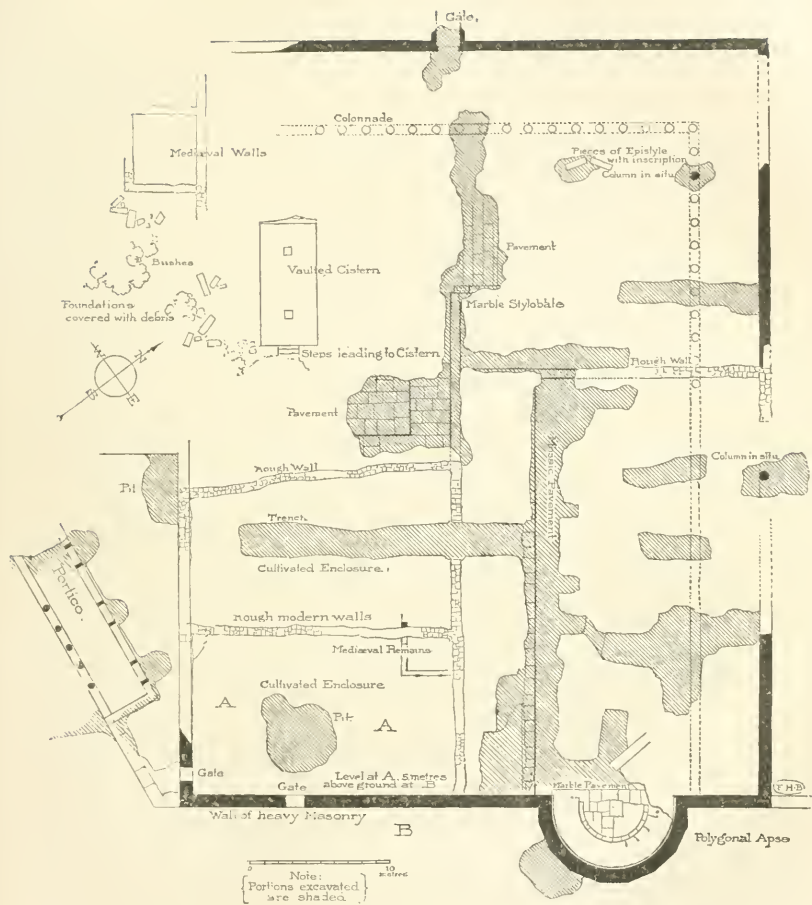 Gate.
Colonnade
Mediæval Walls
Pieces of Epistyle
with inscription
Column in situ
Pavement
Bushes
Vaulted Cistern
Foundations
covered with debris
Marble Stylobate
Steps leading to Cistern
Rough Wall
Pavement
Mosaic Pavement
Column in situ
Rough Wall
Pit
Trench
Cultivated Enclosure.
Portico.
Rough modern walls
Mediæval Remains
Cultivated Enclosure
A
Pit
A
Level at A. 5 metres
above ground at B
Gate
Gate
Marble Pavement
F.H.B
Wall of heavy Masonry
B
Polygonal Apse
0 10
metres
Note:
Portions excavated
are shaded